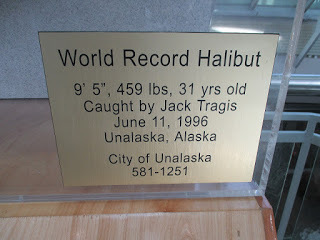 World Record Halibut
9' 5", 459 lbs, 31 yrs old
Caught by Jack Tragis
June 11, 1996
Unalaska, Alaska
City of Unalaska
581-1251